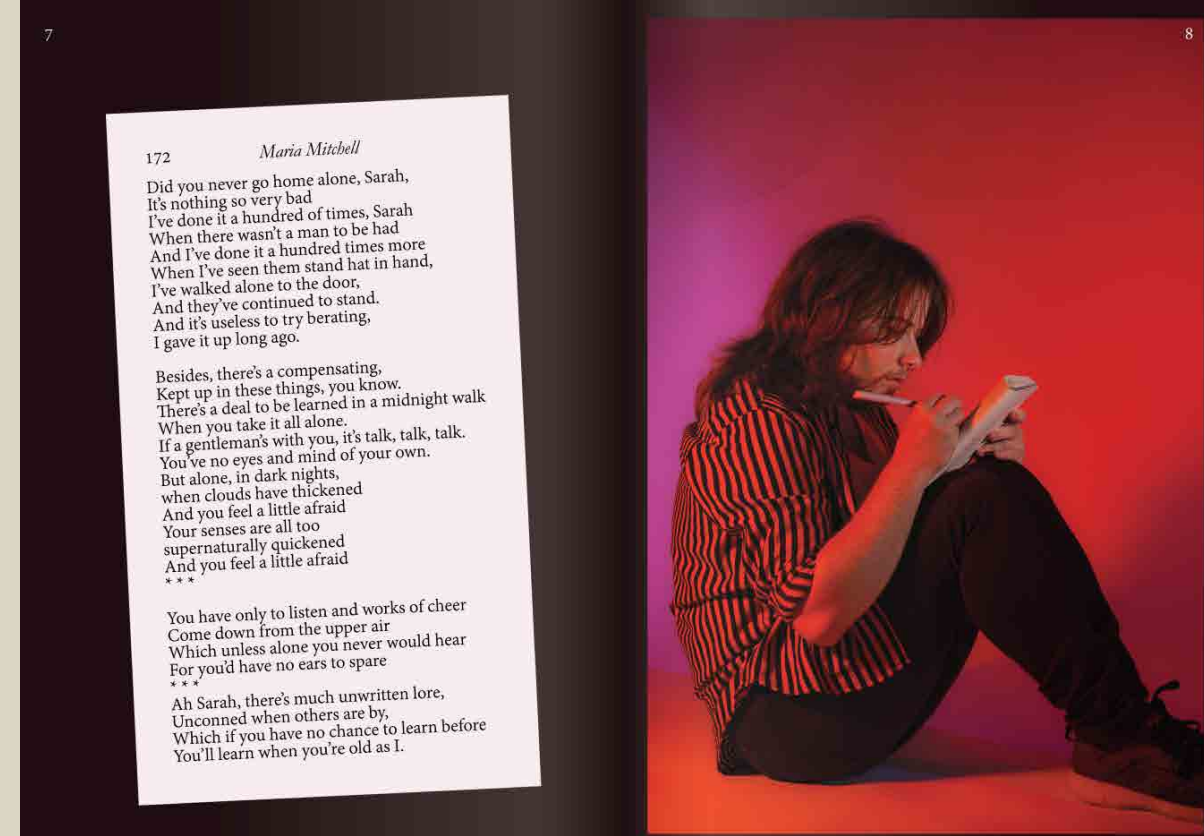 7
8
172 Maria Mitchell
Did you never go home alone, Sarah,
It's nothing so very bad
I've done it a hundred of times, Sarah
When there wasn't a man to be had
And I've done it a hundred times more
When I've seen them stand hat in hand,
I've walked alone to the door,
And they've continued to stand.
And it's useless to try berating,
I gave it up long ago.
Besides, there's a compensating,
Kept up in these things, you know.
There's a deal to be learned in a midnight walk
When you take it all alone.
If a gentleman's with you, it's talk, talk, talk.
You've no eyes and mind of your own.
But alone, in dark nights,
when clouds have thickened
And you feel a little afraid
Your senses are all too
supernaturally quickened
And you feel a little afraid
* * *
You have only to listen and works of cheer
Come down from the upper air
Which unless alone you never would hear
For you'd have no ears to spare
* * *
Ah Sarah, there's much unwritten lore,
Unconned when others are by,
Which if you have no chance to learn before
You'll learn when you're old as I.